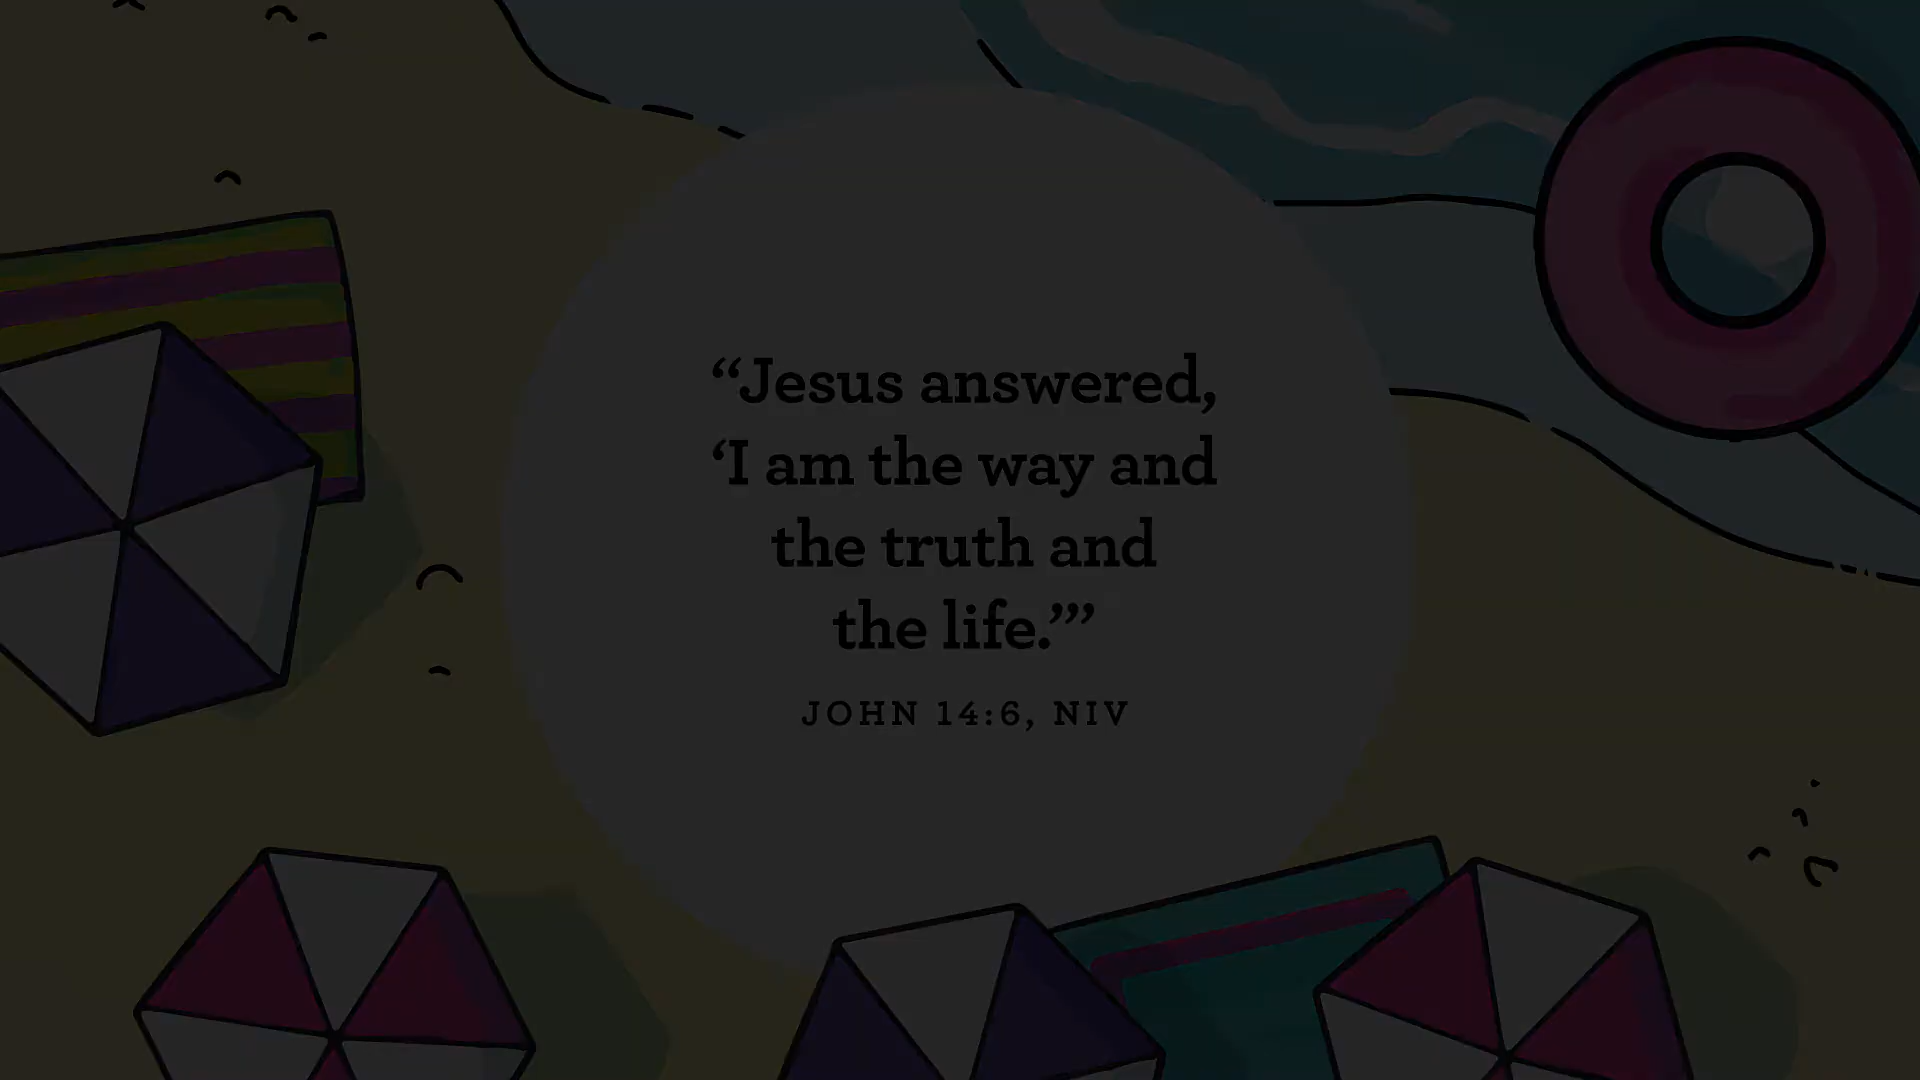 “Jesus answered,
‘I am the way and
the truth and
the life.’”
JOHN 14:6, NIV